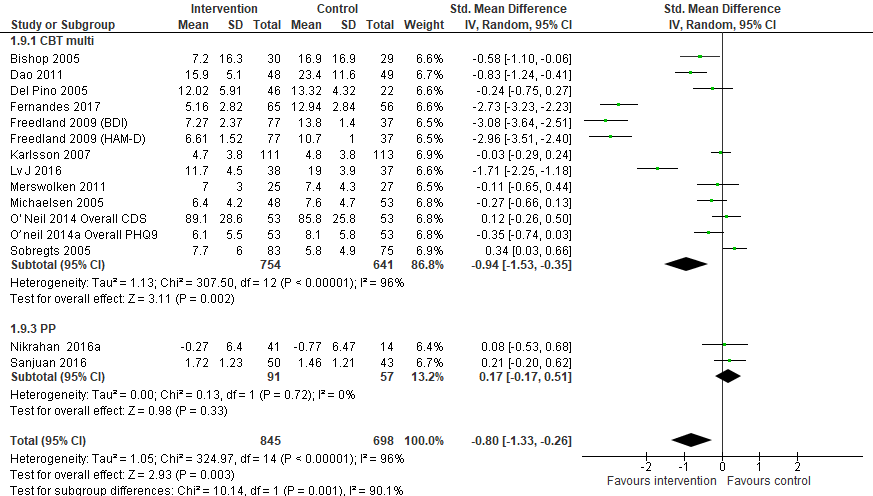 Intervention Control Std. Mean Difference Std. Mean Difference
Study or Subgroup Mean SD Total Mean SD Total Weight IV, Random, 95% CI IV, Random, 95% CI
1.9.1 CBT multi
Bishop 2005 7.2 16.3 30 16.9 16.9 29 6.6% -0.58 [-1.10, -0.06]
Dao 2011 15.9 5.1 48 23.4 11.6 49 6.8% -0.83 [-1.24, -0.41]
Del Pino 2005 12.02 5.91 46 13.32 4.32 22 6.6% -0.24 [-0.75, 0.27]
Fernandes 2017 5.16 2.82 65 12.94 2.84 56 6.6% -2.73 [-3.23, -2.23]
Freedland 2009 (BDI) 7.27 2.37 77 13.8 1.4 37 6.5% -3.08 [-3.64, -2.51]
Freedland 2009 (HAM-D) 6.61 1.52 77 10.7 1 37 6.5% -2.96 [-3.51, -2.40]
Karlsson 2007 4.7 3.8 111 4.8 3.8 113 6.9% -0.03 [-0.29, 0.24]
Lv J 2016 11.7 4.5 38 19 3.9 37 6.6% -1.71 [-2.25, -1.18]
Merswolken 2011 7 3 25 7.4 4.3 27 6.5% -0.11 [-0.65, 0.44]
Michaelsen 2005 6.4 4.2 48 7.6 4.7 53 6.8% -0.27 [-0.66, 0.13]
O' Neil 2014 Overall CDS 89.1 28.6 53 85.8 25.8 53 6.8% 0.12 [-0.26, 0.50]
O'neil 2014a Overall PHQ9 6.1 5.5 53 8.1 5.8 53 6.8% -0.35 [-0.74, 0.03]
Sobregts 2005 7.7 6 83 5.8 4.9 75 6.8% 0.34 [0.03, 0.66]
Subtotal (95% CI) 754 641 86.8% -0.94 [-1.53, -0.35]
Heterogeneity: Tau² = 1.13; Chi² = 307.50, df = 12 (P < 0.00001); I² = 96%
Test for overall effect: Z = 3.11 (P = 0.002)
1.9.3 PP
Nikrahan 2016a -0.27 6.4 41 -0.77 6.47 14 6.4% 0.08 [-0.53, 0.68]
Sanjuan 2016 1.72 1.23 50 1.46 1.21 43 6.8% 0.21 [-0.20, 0.62]
Subtotal (95% CI) 91 57 13.2% 0.17 [-0.17, 0.51]
Heterogeneity: Tau² = 0.00; Chi² = 0.13, df = 1 (P = 0.72); I² = 0%
Test for overall effect: Z = 0.98 (P = 0.33)
Total (95% CI) 845 698 100.0% -0.80 [-1.33, -0.26]
Heterogeneity: Tau² = 1.05; Chi² = 324.97, df = 14 (P < 0.00001); I² = 96%
Test for overall effect: Z = 2.93 (P = 0.003)
Test for subgroup differences: Chi² = 10.14, df = 1 (P = 0.001), I² = 90.1%
-2 -1 0 1 2
Favours intervention Favours control